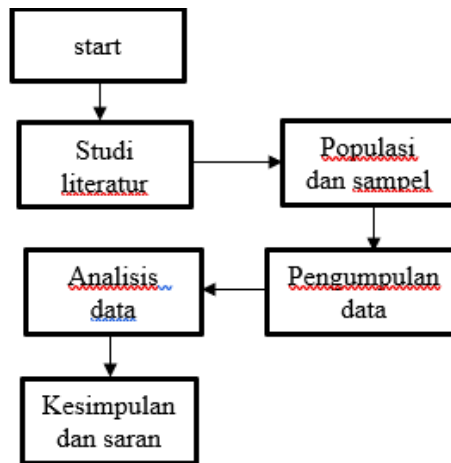 start
Studi
literatur
Populasi
dan sampel
Pengumpulan
data
Analisis
data
Kesimpulan
dan saran